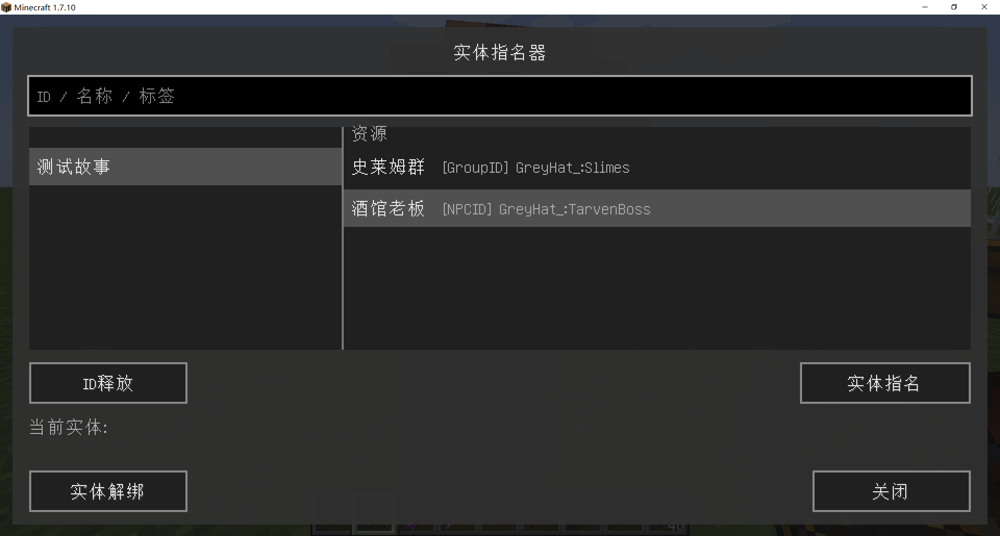 Minecraft 1.7.10
实体指名器
ID / 名称 / 标签
资源
测试故事
史莱姆群 [GroupID] GreyHat_:Slimes
酒馆老板 [NPCID] GreyHat_:TarvenBoss
ID释放
实体指名
当前实体:
实体解绑
关闭
40